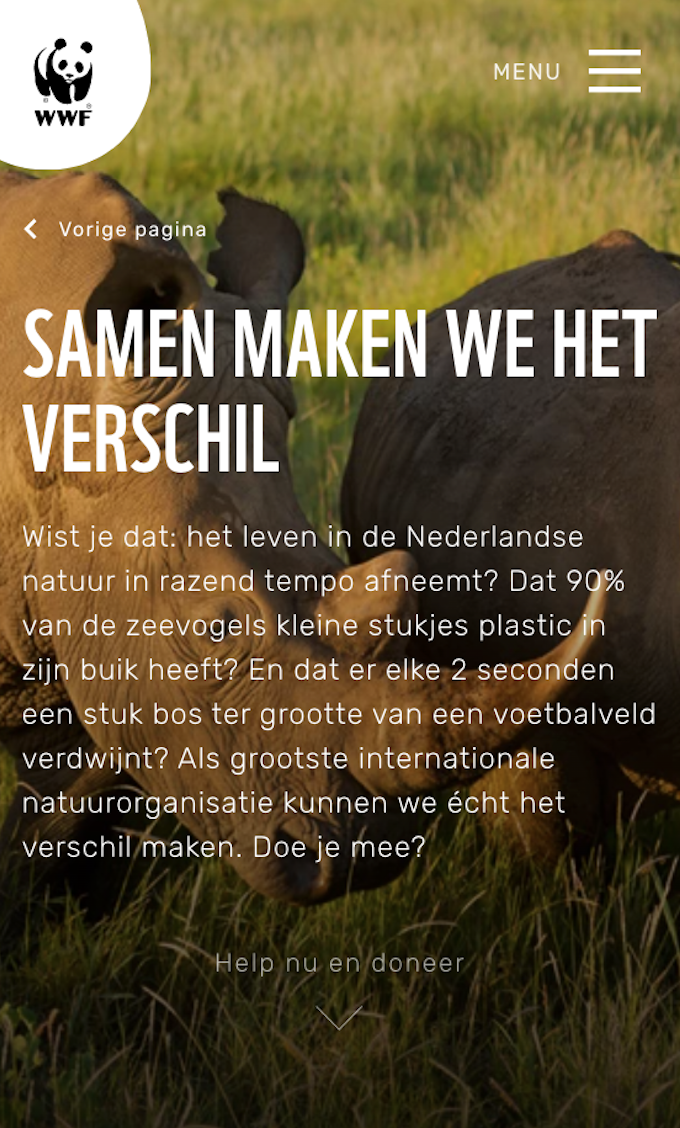 WWF
MENU
Vorige pagina
SAMEN MAKEN WE HET
VERSCHIL
Wist je dat: het leven in de Nederlandse
natuur in razend tempo afneemt? Dat 90%
van de zeevogels kleine stukjes plastic in
zijn buik heeft? En dat er elke 2 seconden
een stuk bos ter grootte van een voetbalveld
verdwijnt? Als grootste internationale
natuurorganisatie kunnen we écht het
verschil maken. Doe je mee?
Help nu en doneer